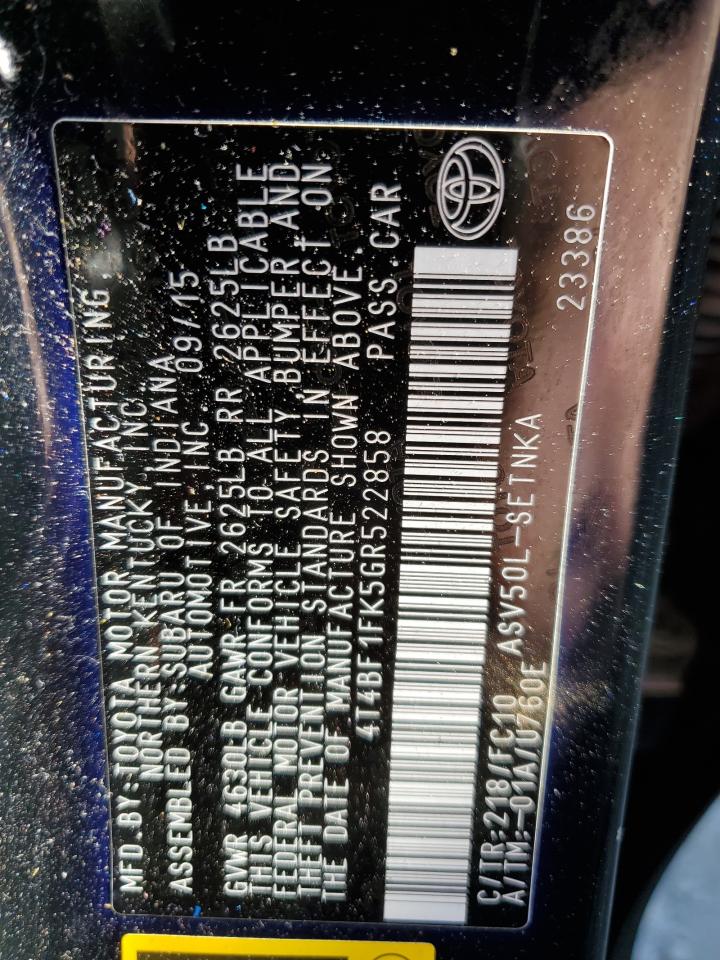 MFD.BY:TOYOTA MOTOR MANUFACTURING
NORTHERN KENTUCKY INC.
ASSEMBLED BY:SUBARU OF INDIANA
AUTOMOTIVE,INC. 09/15
GVWR 4630LB GAWR FR 2625LB RR 2625LB
THIS VEHICLE CONFORMS TO ALL APPLICABLE
FEDERAL MOTOR VEHICLE SAFETY,BUMPER AND
THEFT PREVENTION STANDARDS IN EFFECT ON
THE DATE OF MANUFACTURE SHOWN ABOVE.
4T4BF1FK5GR522858 PASS.CAR
C/TR:218/FC10 ASV50L-SETNKA
A/TM:-01A/U760E
23386